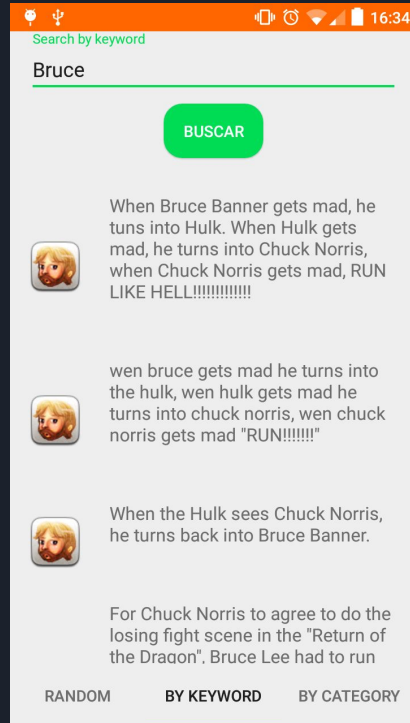 16:34
Search by keyword
Bruce
BUSCAR
When Bruce Banner gets mad, he
tuns into Hulk. When Hulk gets
mad, he turns into Chuck Norris,
when Chuck Norris gets mad, RUN
LIKE HELL!!!!!!!!!!!!!
wen bruce gets mad he turns into
the hulk, wen hulk gets mad he
turns into chuck norris, wen chuck
norris gets mad "RUN!!!!!!!"
When the Hulk sees Chuck Norris,
he turns back into Bruce Banner.
For Chuck Norris to agree to do the
losing fight scene in the "Return of
the Dragon", Bruce Lee had to run
RANDOM BY KEYWORD BY CATEGORY